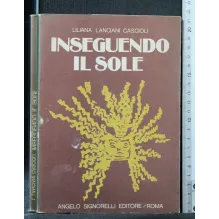 LILIANA LANCIANI CASCIOLI
INSEGUENDO
IL SOLE
ANGELO SIGNORELLI EDITORE/ROMA